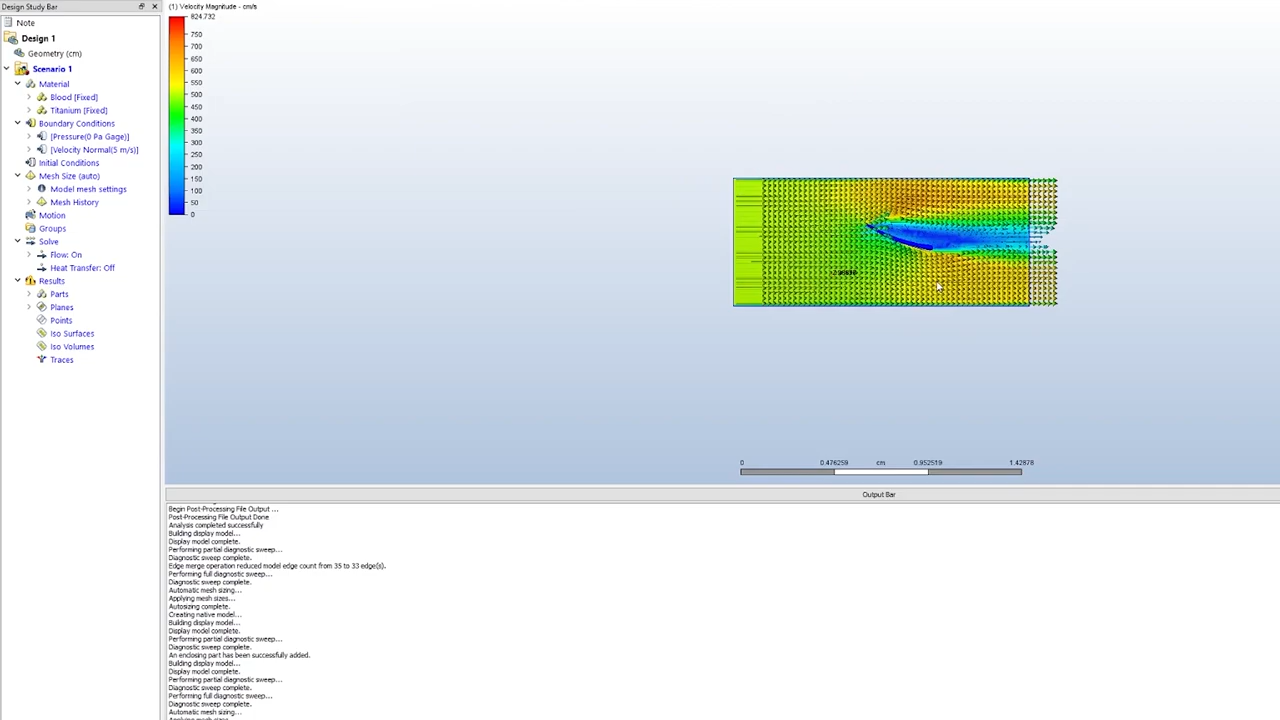 Design Study Bar
Note
Design 1
Geometry (cm)
Scenario 1
Material
Blood [Fixed]
Titanium [Fixed]
Boundary Conditions
[Pressure(0 Pa Gage)]
[Velocity Normal(5 m/s)]
Initial Conditions
Mesh Size (auto)
Model mesh settings
Mesh History
Motion
Groups
Solve
Flow: On
Heat Transfer: Off
Results
Parts
Planes
Points
Iso Surfaces
Iso Volumes
Traces
(1) Velocity Magnitude - cm/s
824.732
750
700
650
600
550
500
450
400
350
300
250
200
150
100
50
0
0 0.476259 cm 0.952519 1.42878
Output Bar
Begin Post-Processing File Output ...
Post-Processing File Output Done
Analysis completed successfully
Building display model...
Display model complete.
Performing partial diagnostic sweep...
Diagnostic sweep complete.
Edge merge operation reduced model edge count from 35 to 33 edge(s).
Performing full diagnostic sweep...
Diagnostic sweep complete.
Automatic mesh sizing...
Applying mesh sizes...
Autosizing complete.
Creating native model...
Building display model...
Display model complete.
Performing partial diagnostic sweep...
Diagnostic sweep complete.
An enclosing part has been successfully added.
Building display model...
Display model complete.
Performing partial diagnostic sweep...
Diagnostic sweep complete.
Performing full diagnostic sweep...
Diagnostic sweep complete.
Automatic mesh sizing...